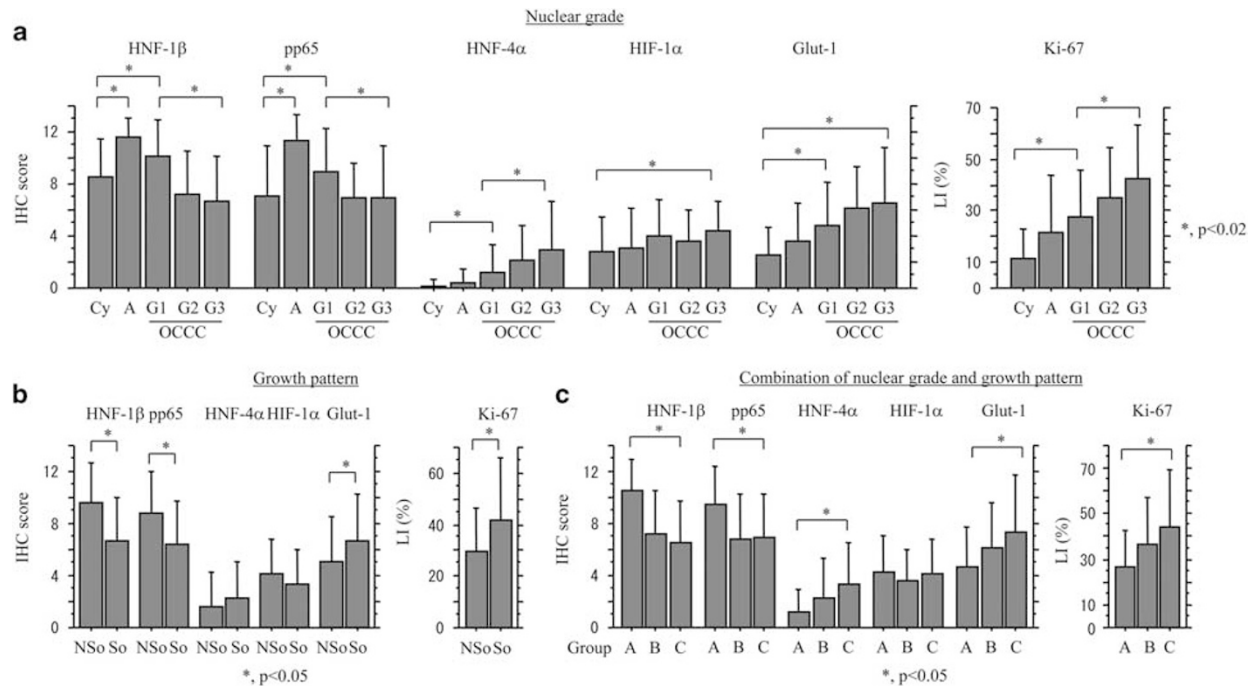 a
Nuclear grade
HNF-1β pp65 HNF-4α HIF-1α Glut-1 Ki-67
* * * * * * * * * * * * *
IHC score
12
8
4
0
LI (%)
70
50
30
10
0
Cy A G1 G2 G3 Cy A G1 G2 G3 Cy A G1 G2 G3 Cy A G1 G2 G3 Cy A G1 G2 G3 Cy A G1 G2 G3
OCCC OCCC OCCC OCCC OCCC OCCC
*, p<0.02
b
Growth pattern
HNF-1β pp65 HNF-4α HIF-1α Glut-1 Ki-67
* * * *
IHC score
12
8
4
0
LI (%)
60
40
20
0
NSo So NSo So NSo So NSo So NSo So NSo So
*, p<0.05
c
Combination of nuclear grade and growth pattern
HNF-1β pp65 HNF-4α HIF-1α Glut-1 Ki-67
* * * * *
IHC score
12
8
4
0
LI (%)
70
50
30
10
0
Group A B C A B C A B C A B C A B C A B C
*, p<0.05